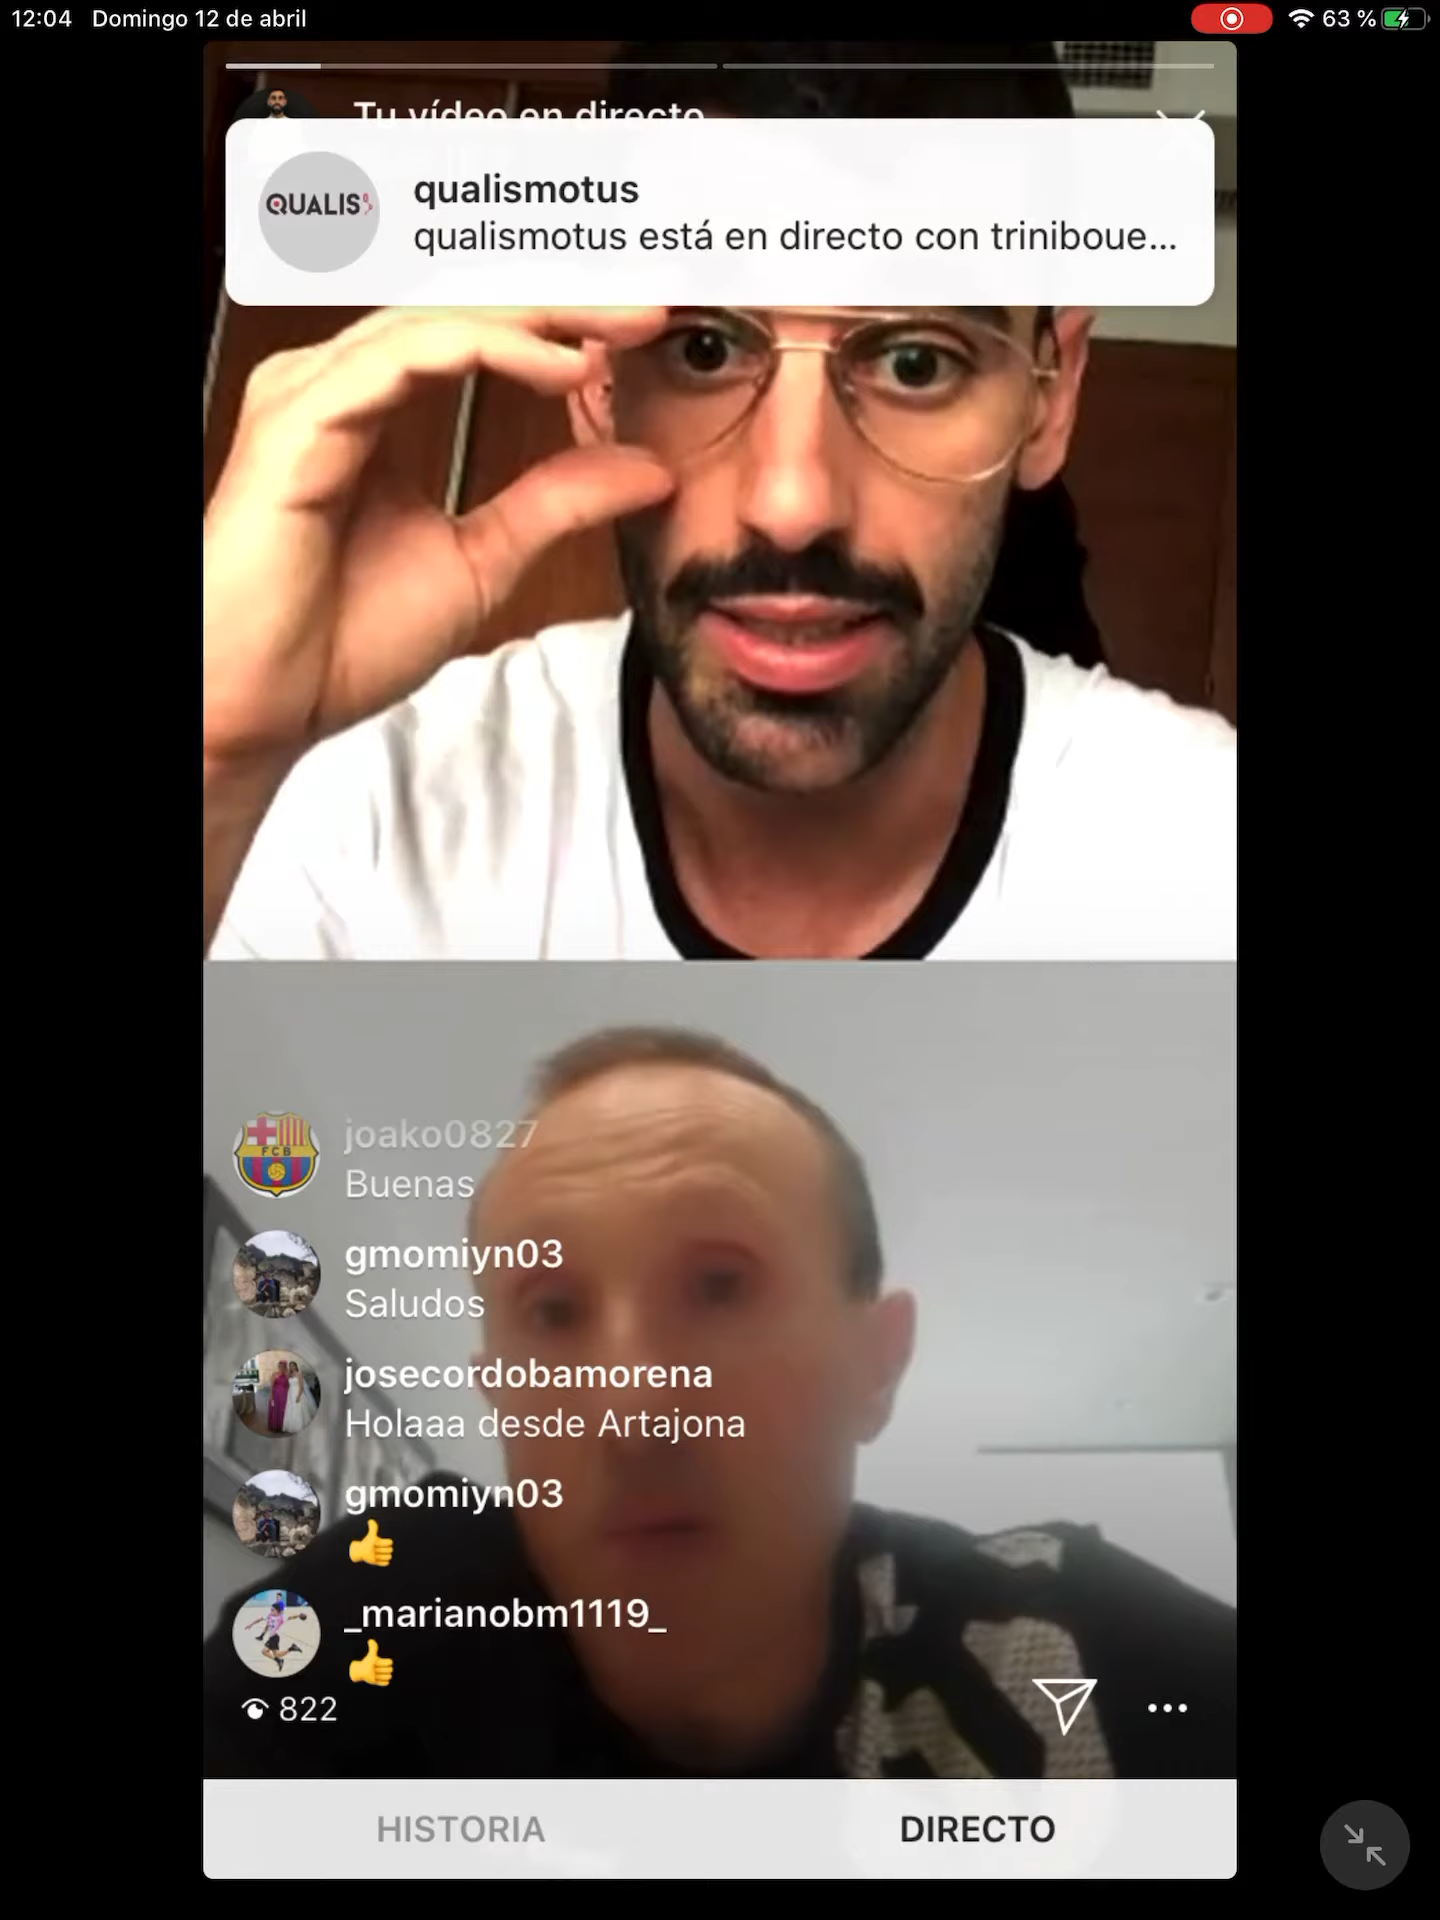 12:04 Domingo 12 de abril
63 %
Tu vídeo en directo
QUALIS
qualismotus
qualismotus está en directo con triniboue...
FCB
joako0827
Buenas
gmomiyn03
Saludos
josecordobamorena
Holaaa desde Artajona
gmomiyn03
👍
_marianobm1119_
👍
822
HISTORIA
DIRECTO